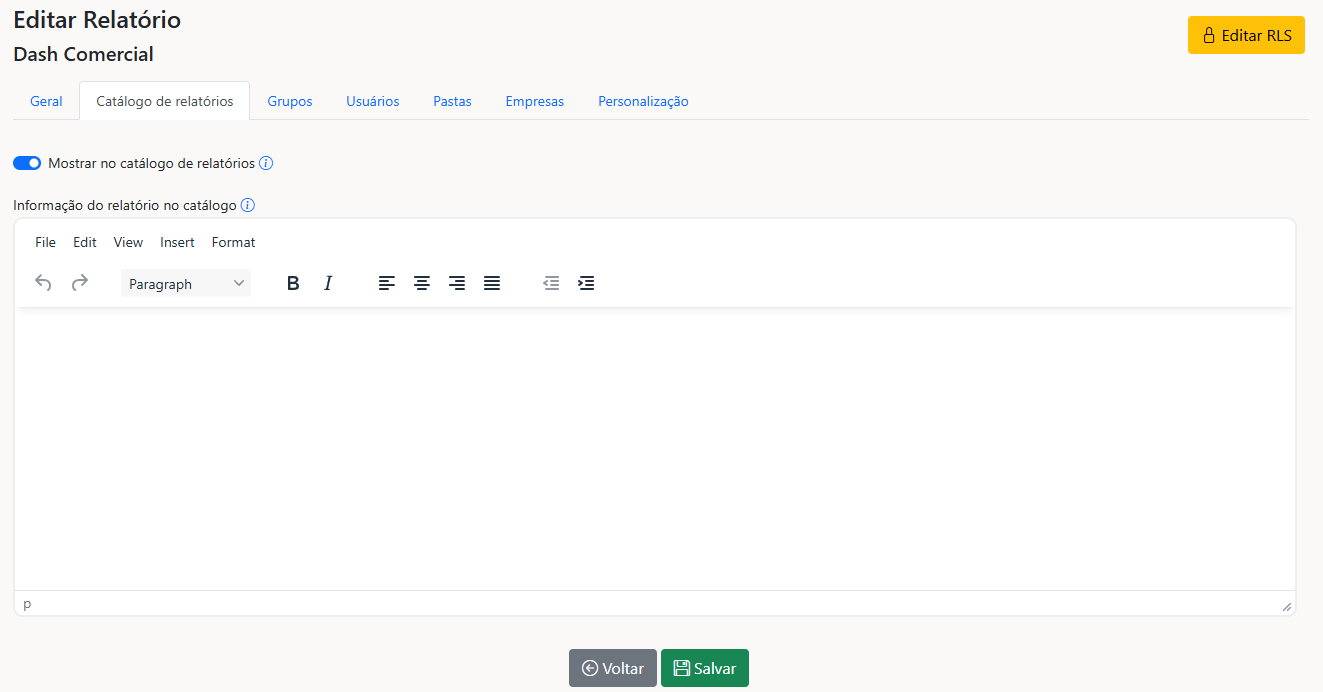 Editar Relatório
Editar RLS
Dash Comercial
Geral Catálogo de relatórios Grupos Usuários Pastas Empresas Personalização
Mostrar no catálogo de relatórios
Informação do relatório no catálogo
File Edit View Insert Format
Paragraph B I
p
Voltar Salvar